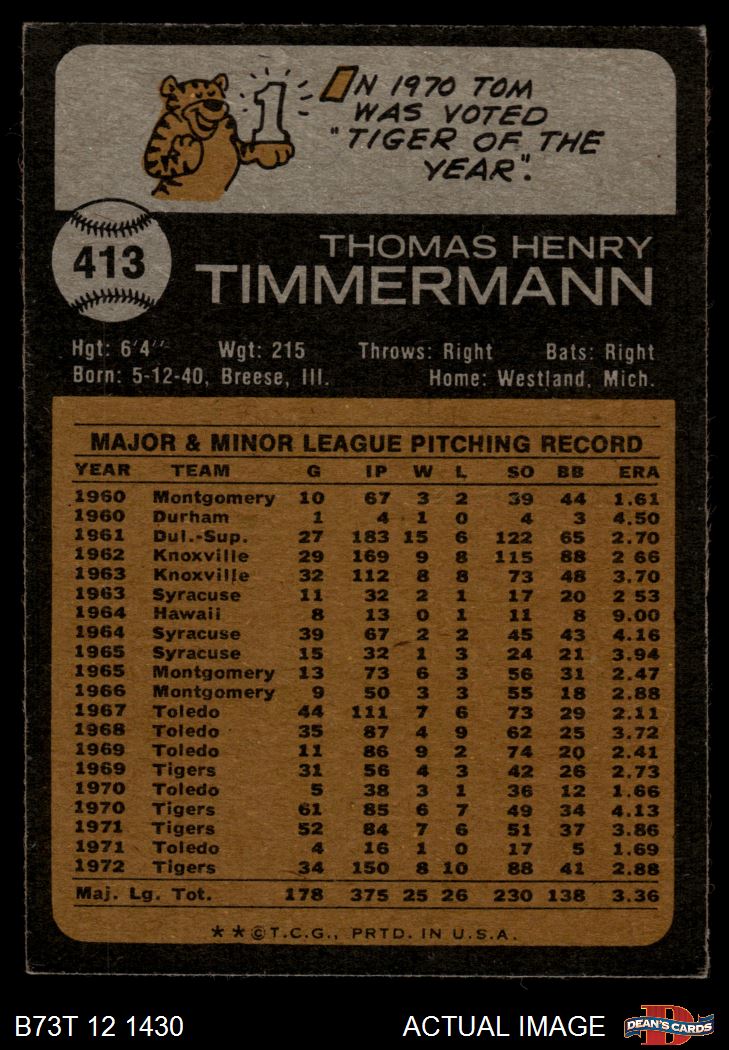 1
IN 1970 TOM
WAS VOTED
"TIGER OF THE
YEAR".
413
THOMAS HENRY
TIMMERMANN
Hgt: 6'4" Wgt: 215 Throws: Right Bats: Right
Born: 5-12-40, Breese, Ill. Home: Westland, Mich.
MAJOR & MINOR LEAGUE PITCHING RECORD
YEAR TEAM G IP W L SO BB ERA
1960 Montgomery 10 67 3 2 39 44 1.61
1960 Durham 1 4 1 0 4 3 4.50
1961 Dul.-Sup. 27 183 15 6 122 65 2.70
1962 Knoxville 29 169 9 8 115 88 2 66
1963 Knoxville 32 112 8 8 73 48 3.70
1963 Syracuse 11 32 2 1 17 20 2 53
1964 Hawaii 8 13 0 1 11 8 9.00
1964 Syracuse 39 67 2 2 45 43 4.16
1965 Syracuse 15 32 1 3 24 21 3.94
1965 Montgomery 13 73 6 3 56 31 2.47
1966 Montgomery 9 50 3 3 55 18 2.88
1967 Toledo 44 111 7 6 73 29 2.11
1968 Toledo 35 87 4 9 62 25 3.72
1969 Toledo 11 86 9 2 74 20 2.41
1969 Tigers 31 56 4 3 42 26 2.73
1970 Toledo 5 38 3 1 36 12 1.66
1970 Tigers 61 85 6 7 49 34 4.13
1971 Tigers 52 84 7 6 51 37 3.86
1971 Toledo 4 16 1 0 17 5 1.69
1972 Tigers 34 150 8 10 88 41 2.88
Maj. Lg. Tot. 178 375 25 26 230 138 3.36
**©T.C.G., PRTD. IN U.S.A.
B73T 12 1430 ACTUAL IMAGE
D
DEAN'S CARDS